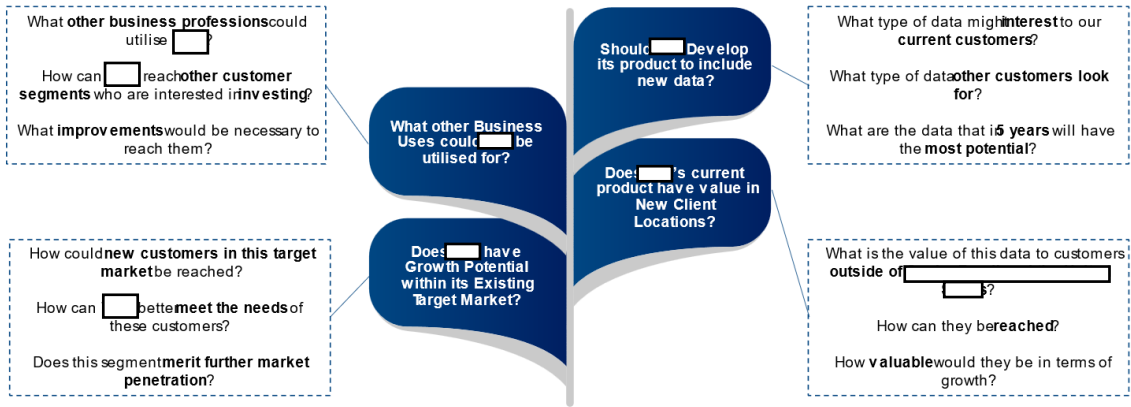 What other business professions could
utilise ?
How can reach other customer
segments who are interested in investing?
What improvements would be necessary to
reach them?
What other Business
Uses could be
utilised for?
Should Develop
its product to include
new data?
What type of data might interest to our
current customers?
What type of data other customers look
for?
What are the data that in 5 years will have
the most potential?
Does 's current
product have value in
New Client
Locations?
How could new customers in this target
market be reached?
How can better meet the needs of
these customers?
Does this segment merit further market
penetration?
Does have
Growth Potential
within its Existing
Target Market?
What is the value of this data to customers
outside of
?
How can they be reached?
How valuable would they be in terms of
growth?